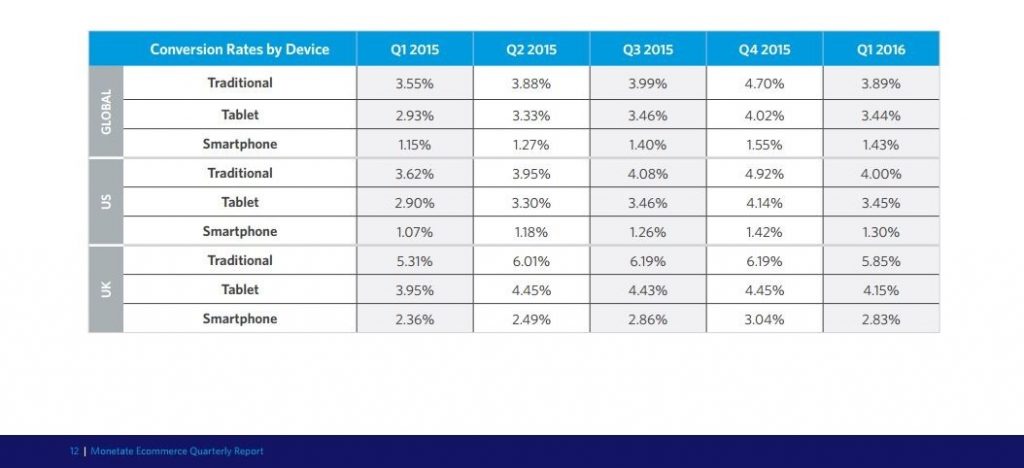 Conversion Rates by Device Q1 2015 Q2 2015 Q3 2015 Q4 2015 Q1 2016
GLOBAL
Traditional 3.55% 3.88% 3.99% 4.70% 3.89%
Tablet 2.93% 3.33% 3.46% 4.02% 3.44%
Smartphone 1.15% 1.27% 1.40% 1.55% 1.43%
US
Traditional 3.62% 3.95% 4.08% 4.92% 4.00%
Tablet 2.90% 3.30% 3.46% 4.14% 3.45%
Smartphone 1.07% 1.18% 1.26% 1.42% 1.30%
UK
Traditional 5.31% 6.01% 6.19% 6.19% 5.85%
Tablet 3.95% 4.45% 4.43% 4.45% 4.15%
Smartphone 2.36% 2.49% 2.86% 3.04% 2.83%
12 | Monetate Ecommerce Quarterly Report